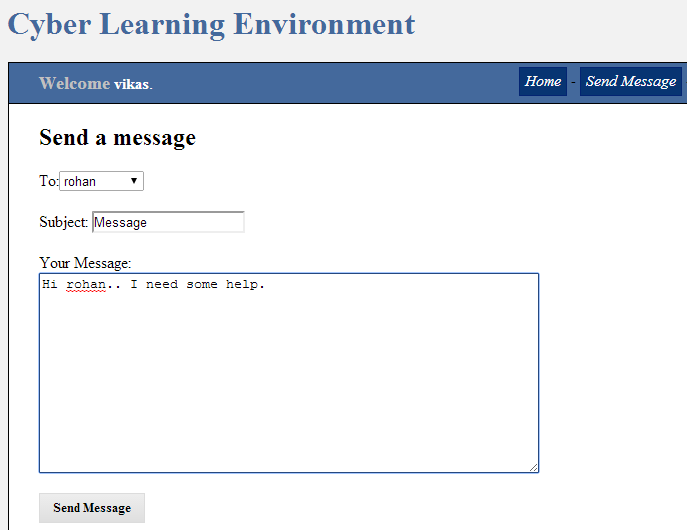 Cyber Learning Environment
Welcome vikas.
Home - Send Message
Send a message
To: rohan
Subject: Message
Your Message:
Hi rohan.. I need some help.
Send Message